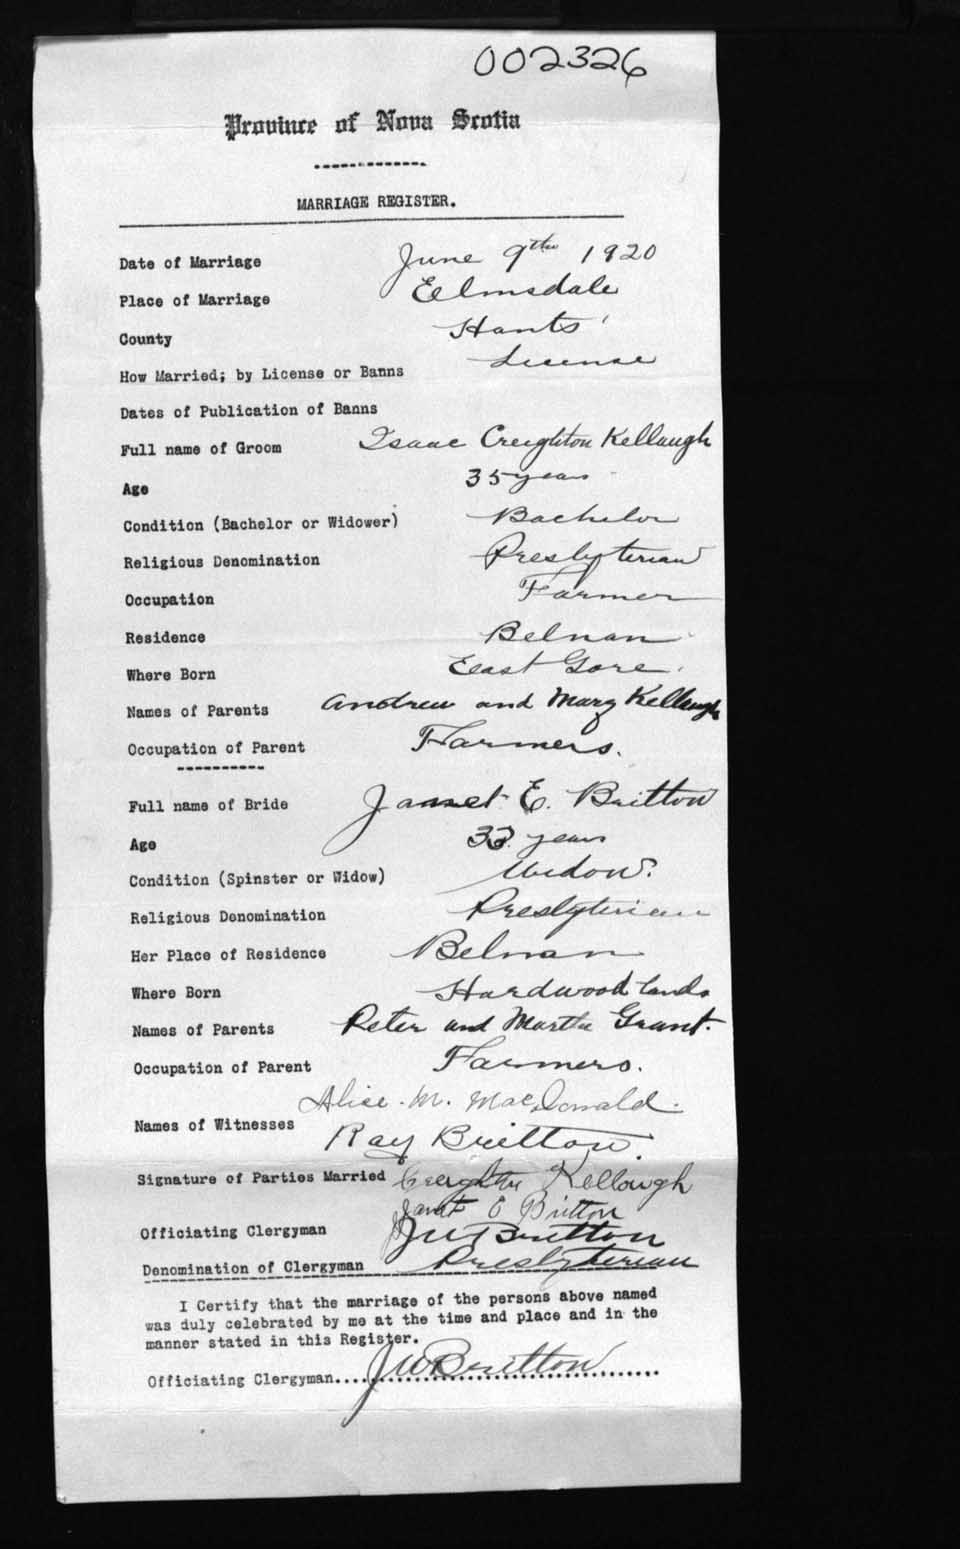 002326
Province of Nova Scotia
MARRIAGE REGISTER.
Date of Marriage June 9th 1920
Place of Marriage Elmsdale
County Hants
How Married; by License or Banns License
Dates of Publication of Banns
Full name of Groom Isaac Creighton Kellough
Age 35 years
Condition (Bachelor or Widower) Bachelor
Religious Denomination Presbyterian
Occupation Farmer
Residence Belnan
Where Born East Gore
Names of Parents Andrew and Mary Kellough
Occupation of Parent Farmers.
Full name of Bride Janet E. Britton
Age 33 years
Condition (Spinster or Widow) Widow.
Religious Denomination Presbyterian
Her Place of Residence Belnan
Where Born Hardwoodlands
Names of Parents Peter and Martha Grant.
Occupation of Parent Farmers.
Alice. M. MacDonald.
Names of Witnesses
Ray Britton.
Signature of Parties Married Creighton Kellough
Janet E Britton
Officiating Clergyman J W Britton
Denomination of Clergyman Presbyterian
I Certify that the marriage of the persons above named
was duly celebrated by me at the time and place and in the
manner stated in this Register.
Officiating Clergyman.... J W Britton